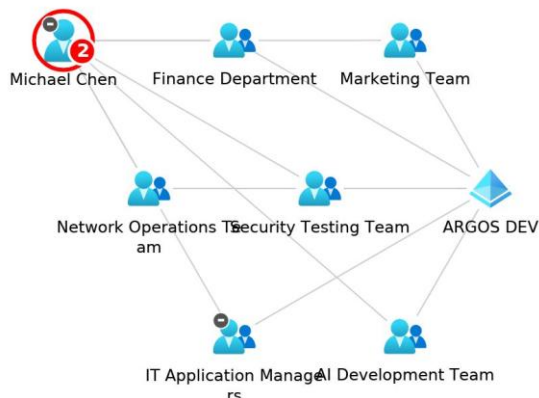 2
Michael Chen
Finance Department
Marketing Team
Network Operations Te
am
Security Testing Team
ARGOS DEV
IT Application Manage
rs
AI Development Team